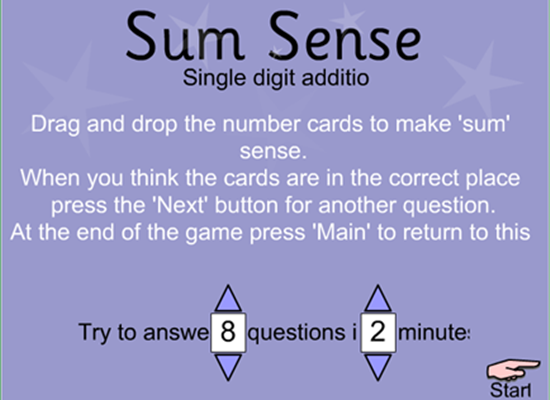 Sum Sense
Single digit additio
Drag and drop the number cards to make 'sum'
sense.
When you think the cards are in the correct place
press the 'Next' button for another question.
At the end of the game press 'Main' to return to this
Try to answe 8 questions i 2 minute
Start